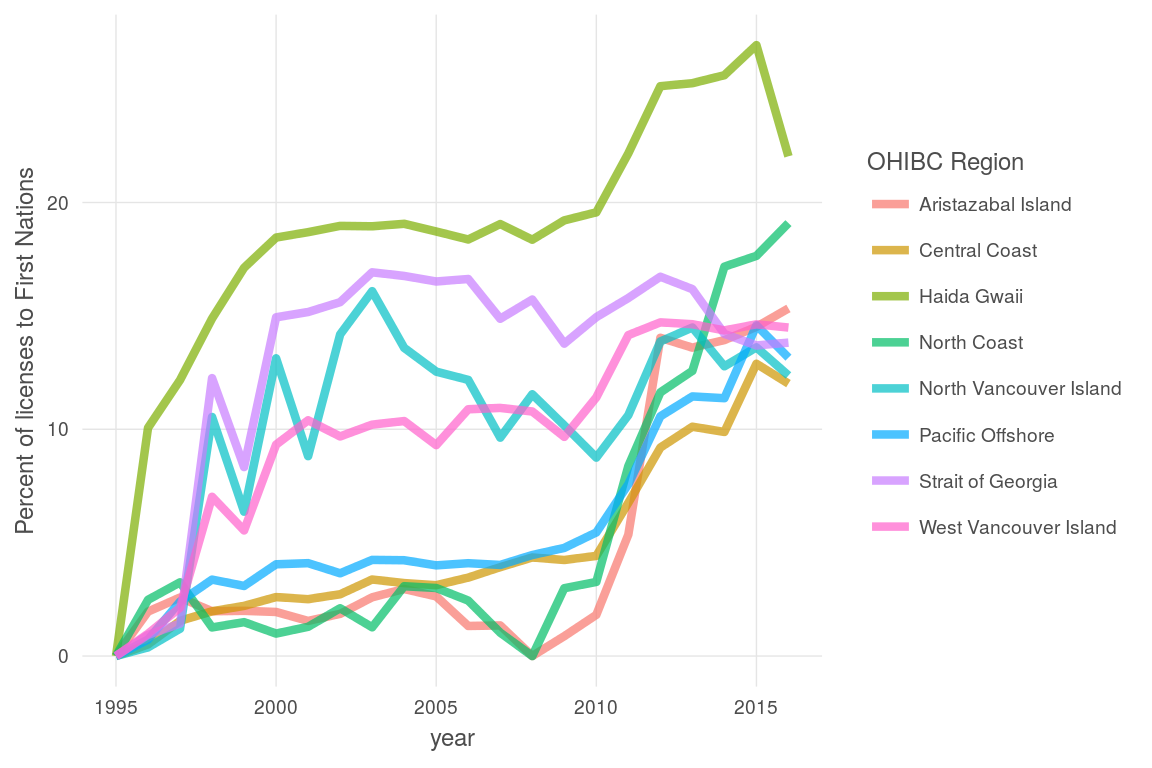 Percent of licenses to First Nations
20
10
0
1995
2000
2005
2010
2015
year
OHIBC Region
Aristazabal Island
Central Coast
Haida Gwaii
North Coast
North Vancouver Island
Pacific Offshore
Strait of Georgia
West Vancouver Island